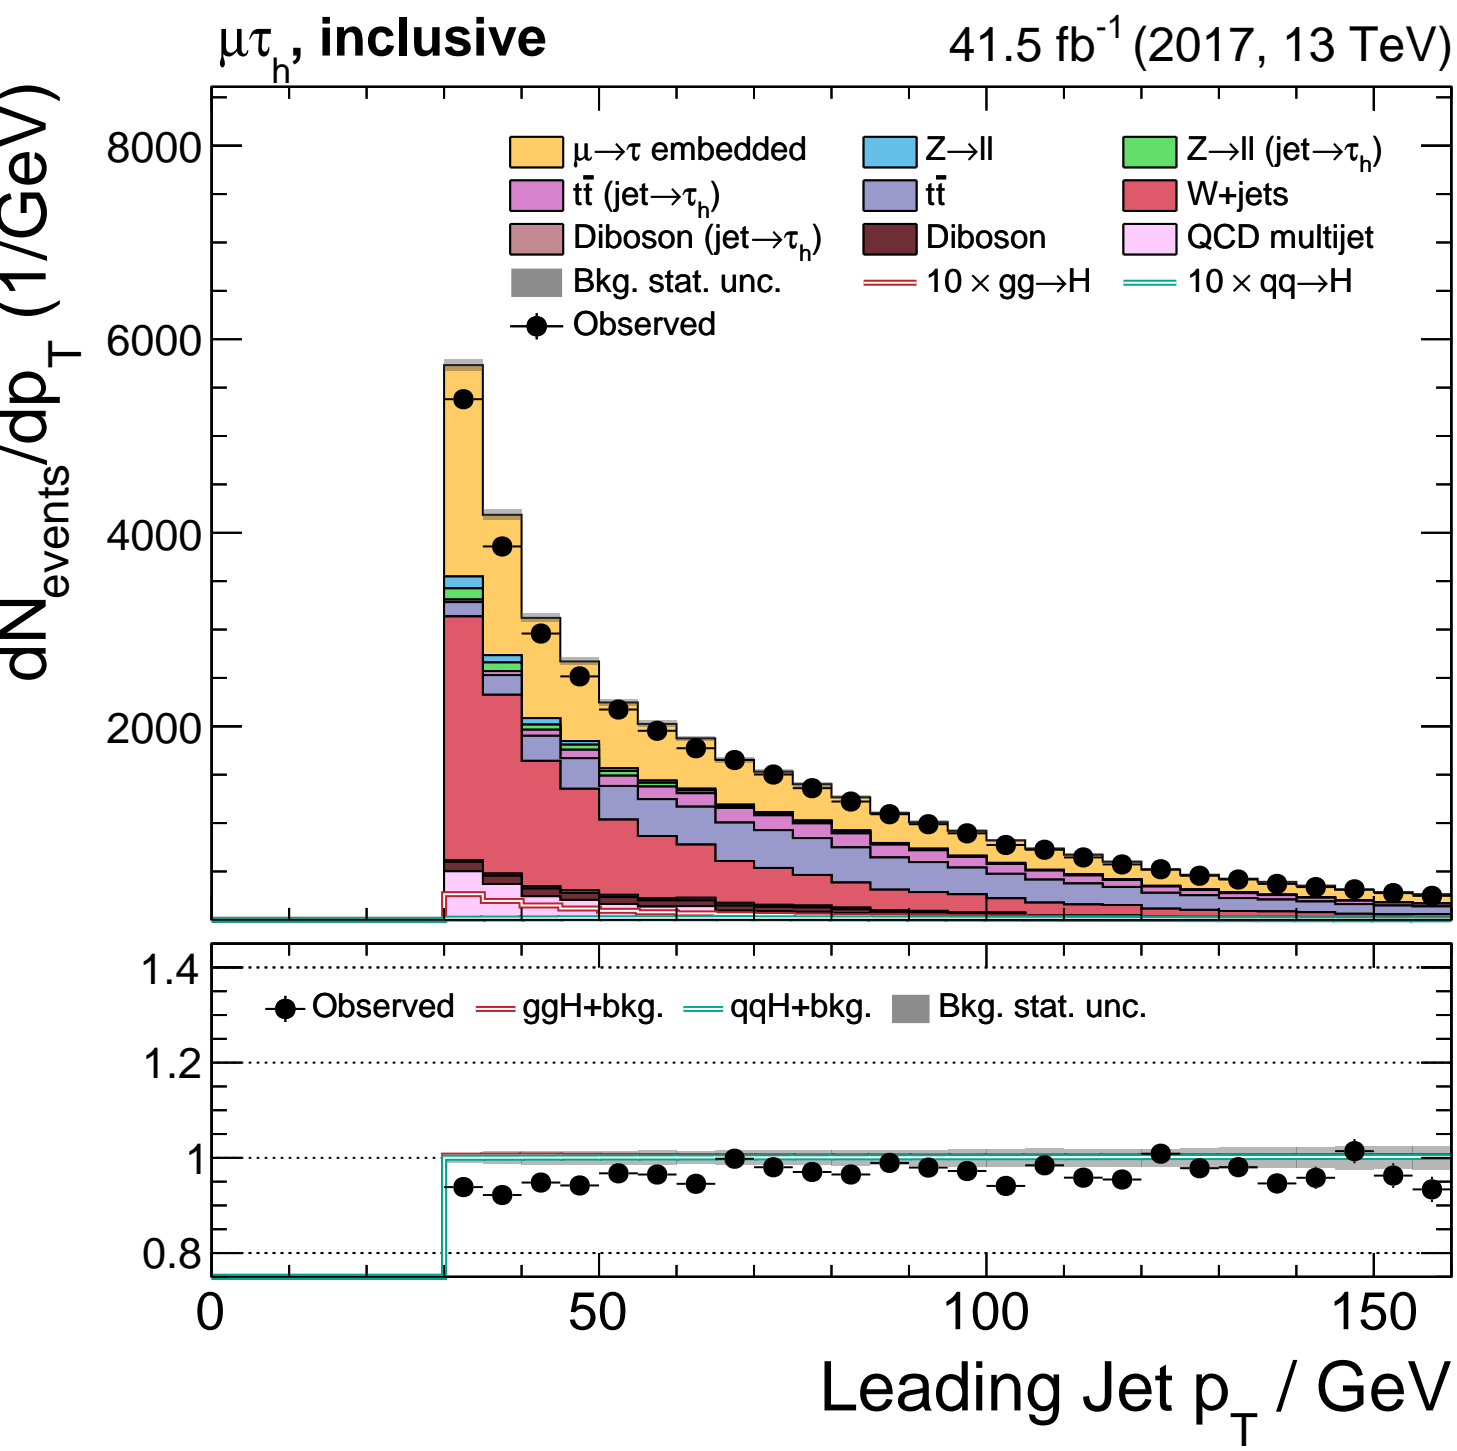 μτh, inclusive
41.5 fb-1 (2017, 13 TeV)
dNevents/dpT (1/GeV)
8000
6000
4000
2000
μ→τ embedded
Z→ll
Z→ll (jet→τh)
tt̄ (jet→τh)
tt̄
W+jets
Diboson (jet→τh)
Diboson
QCD multijet
Bkg. stat. unc.
10 × gg→H
10 × qq→H
Observed
1.4
1.2
1
0.8
Observed
ggH+bkg.
qqH+bkg.
Bkg. stat. unc.
0
50
100
150
Leading Jet pT / GeV